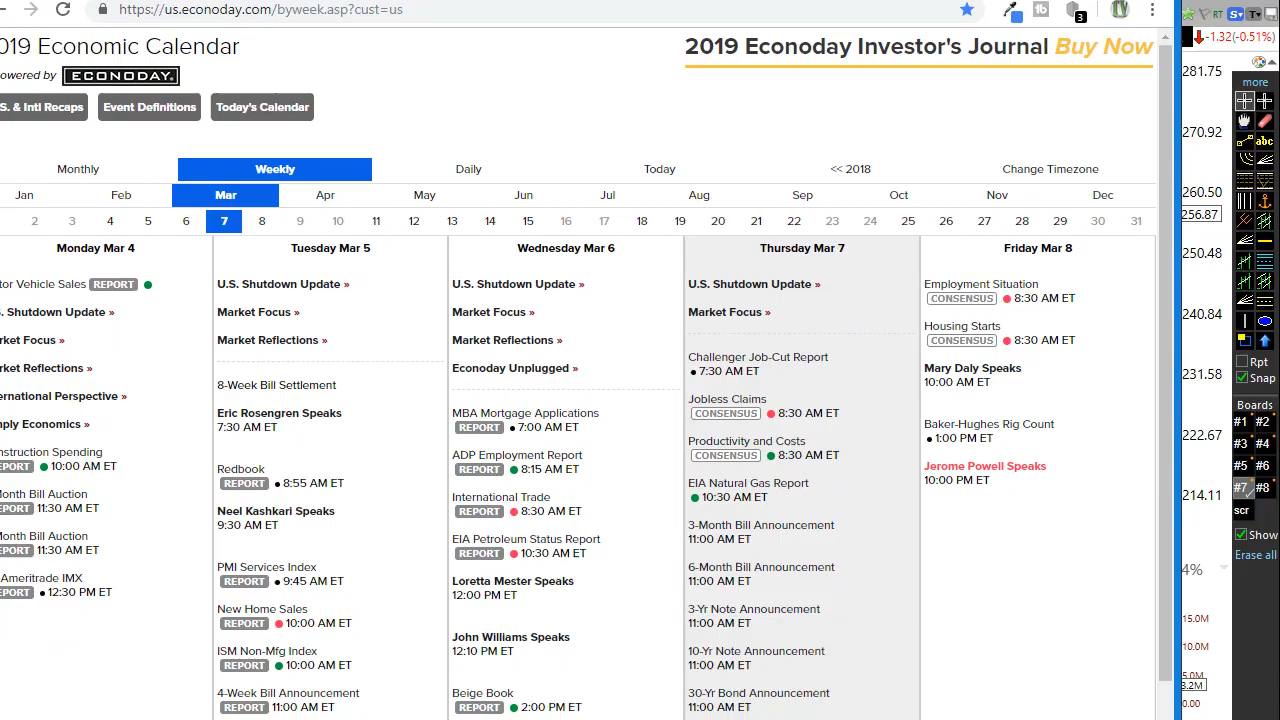 https://us.econoday.com/byweek.asp?cust=us
3
019 Economic Calendar
2019 Econoday Investor's Journal Buy Now
owered by ECONODAY.
S. & Intl Recaps
Event Definitions
Today's Calendar
Monthly
Weekly
Daily
Today
<< 2018
Change Timezone
Jan Feb Mar Apr May Jun Jul Aug Sep Oct Nov Dec
2 3 4 5 6 7 8 9 10 11 12 13 14 15 16 17 18 19 20 21 22 23 24 25 26 27 28 29 30 31
Monday Mar 4
tor Vehicle Sales REPORT
S. Shutdown Update »
rket Focus »
rket Reflections »
ernational Perspective »
mply Economics »
nstruction Spending
EPORT 10:00 AM ET
Month Bill Auction
EPORT 11:30 AM ET
Month Bill Auction
EPORT 11:30 AM ET
Ameritrade IMX
EPORT 12:30 PM ET
Tuesday Mar 5
U.S. Shutdown Update »
Market Focus »
Market Reflections »
8-Week Bill Settlement
Eric Rosengren Speaks
7:30 AM ET
Redbook
REPORT 8:55 AM ET
Neel Kashkari Speaks
9:30 AM ET
PMI Services Index
REPORT 9:45 AM ET
New Home Sales
REPORT 10:00 AM ET
ISM Non-Mfg Index
REPORT 10:00 AM ET
4-Week Bill Announcement
REPORT 11:00 AM ET
Wednesday Mar 6
U.S. Shutdown Update »
Market Focus »
Market Reflections »
Econoday Unplugged »
MBA Mortgage Applications
REPORT 7:00 AM ET
ADP Employment Report
REPORT 8:15 AM ET
International Trade
REPORT 8:30 AM ET
EIA Petroleum Status Report
REPORT 10:30 AM ET
Loretta Mester Speaks
12:00 PM ET
John Williams Speaks
12:10 PM ET
Beige Book
REPORT 2:00 PM ET
Thursday Mar 7
U.S. Shutdown Update »
Market Focus »
Challenger Job-Cut Report
7:30 AM ET
Jobless Claims
CONSENSUS 8:30 AM ET
Productivity and Costs
CONSENSUS 8:30 AM ET
EIA Natural Gas Report
10:30 AM ET
3-Month Bill Announcement
11:00 AM ET
6-Month Bill Announcement
11:00 AM ET
3-Yr Note Announcement
11:00 AM ET
10-Yr Note Announcement
11:00 AM ET
30-Yr Bond Announcement
11:00 AM ET
Friday Mar 8
Employment Situation
CONSENSUS 8:30 AM ET
Housing Starts
CONSENSUS 8:30 AM ET
Mary Daly Speaks
10:00 AM ET
Baker-Hughes Rig Count
1:00 PM ET
Jerome Powell Speaks
10:00 PM ET
RT S T
-1.32(-0.51%)
281.75
270.92
260.50
256.87
250.48
240.84
231.58
222.67
214.11
4%
15.0M
10.0M
5.0M
3.2M
0.00
more
abc
Rpt
Snap
Boards
#1 #2
#3 #4
#5 #6
#7 #8
scr
Show
Erase all